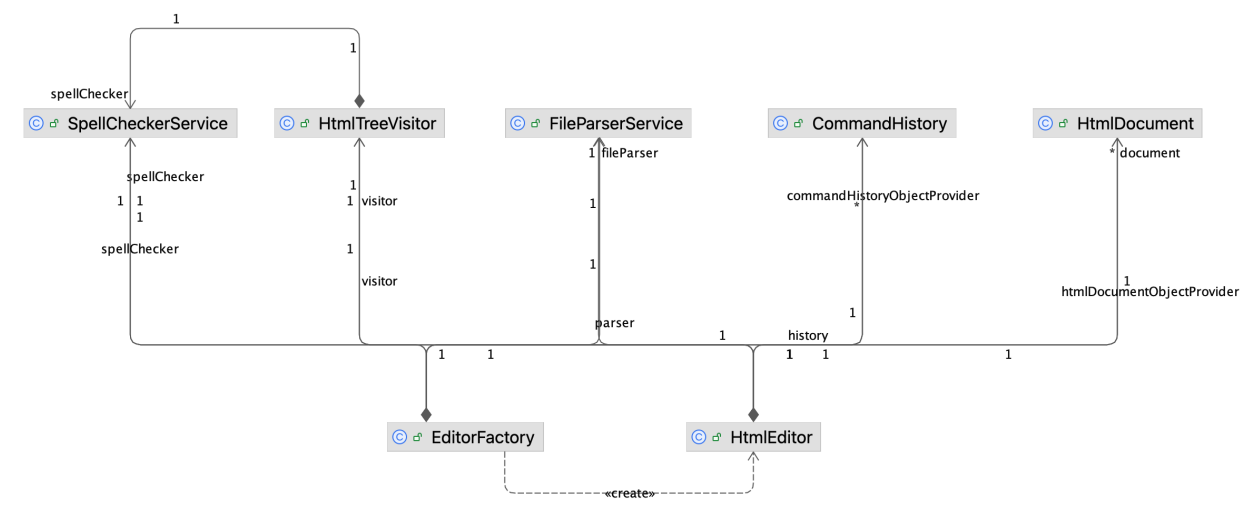 1
1
spellChecker
C SpellCheckerService
C HtmlTreeVisitor
C FileParserService
C CommandHistory
C HtmlDocument
1 fileParser
* document
spellChecker
1
commandHistoryObjectProvider
1 1
1 visitor
1
*
1
spellChecker
1
1
visitor
1
htmlDocumentObjectProvider
1
parser
1
history
1
1
1
1
1
C EditorFactory
C HtmlEditor
«create»